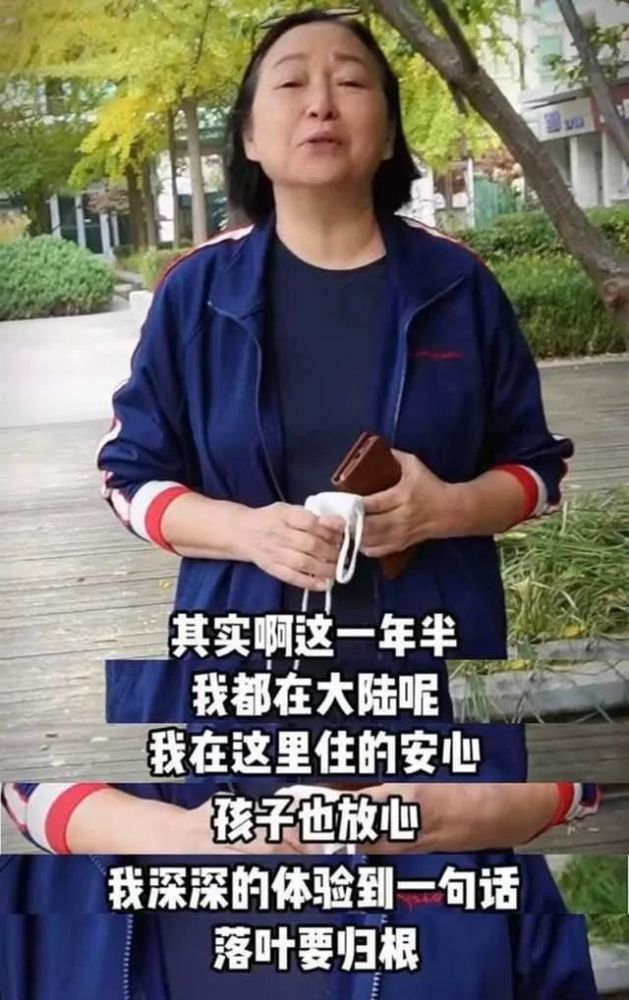 其实啊这一年半
我都在大陆呢
我在这里住的安心
孩子也放心
我深深的体验到一句话
落叶要归根